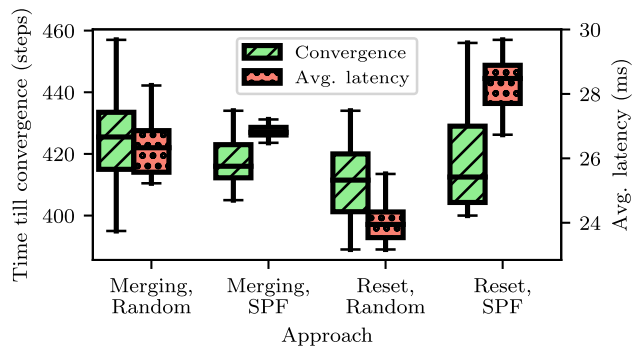 Time till convergence (steps)
460
440
420
400
Convergence
Avg. latency
30
28
26
24
Avg. latency (ms)
Merging,
Random
Merging,
SPF
Reset,
Random
Reset,
SPF
Approach